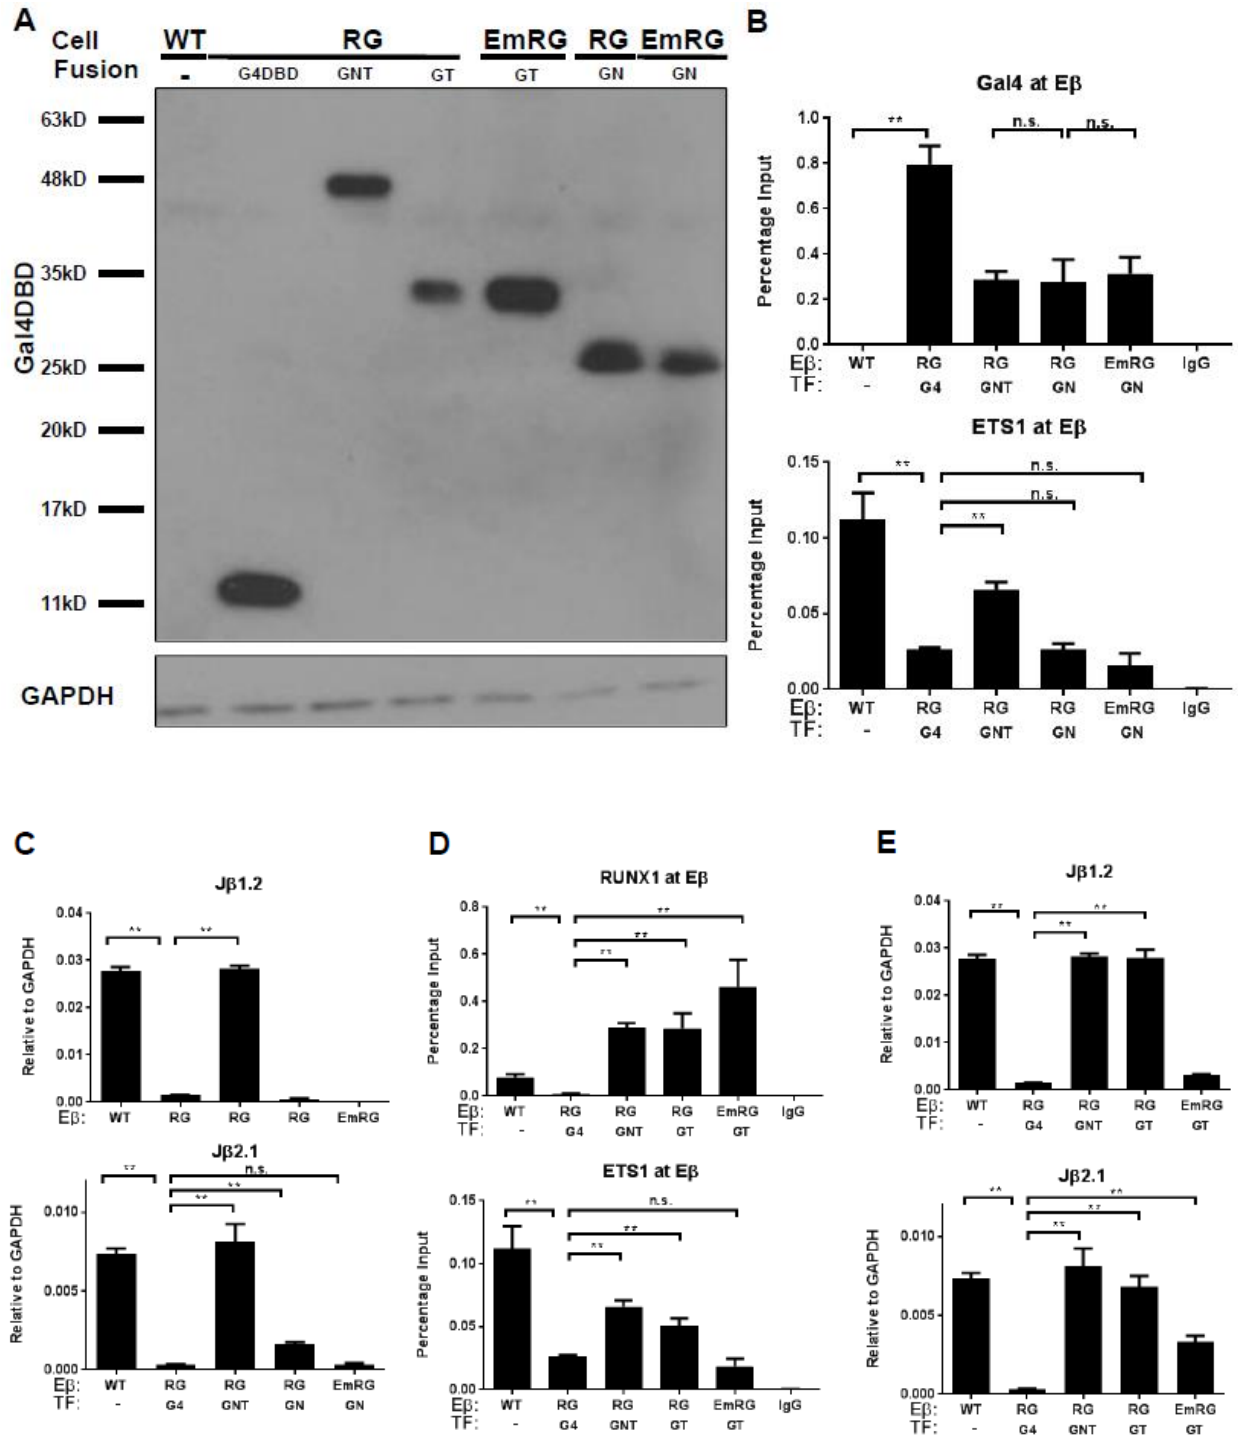 A
Cell WT RG EmRG RG EmRG
Fusion - G4DBD GNT GT GT GN GN
63kD
48kD
35kD
25kD
20kD
17kD
11kD
Gal4DBD
GAPDH
B
Gal4 at Eβ
Percentage Input
1.0
0.8
0.6
0.4
0.2
0.0
** n.s. n.s.
Eβ: WT RG RG RG EmRG IgG
TF: - G4 GNT GN GN
ETS1 at Eβ
Percentage Input
0.15
0.10
0.05
0.00
** n.s.
n.s.
**
Eβ: WT RG RG RG EmRG IgG
TF: - G4 GNT GN GN
C
Jβ1.2
Relative to GAPDH
0.04
0.03
0.02
0.01
0.00
** **
Eβ: WT RG RG RG EmRG
Jβ2.1
Relative to GAPDH
0.010
0.005
0.000
** n.s.
**
**
Eβ: WT RG RG RG EmRG
TF: - G4 GNT GN GN
D
RUNX1 at Eβ
Percentage Input
0.8
0.6
0.4
0.2
0.0
** **
**
**
Eβ: WT RG RG RG EmRG IgG
TF: - G4 GNT GT GT
ETS1 at Eβ
Percentage Input
0.15
0.10
0.05
0.00
** n.s.
**
**
Eβ: WT RG RG RG EmRG IgG
TF: - G4 GNT GT GT
E
Jβ1.2
Relative to GAPDH
0.04
0.03
0.02
0.01
0.00
** **
**
Eβ: WT RG RG RG EmRG
TF: - G4 GNT GT GT
Jβ2.1
Relative to GAPDH
0.010
0.005
0.000
** **
**
**
Eβ: WT RG RG RG EmRG
TF: - G4 GNT GT GT